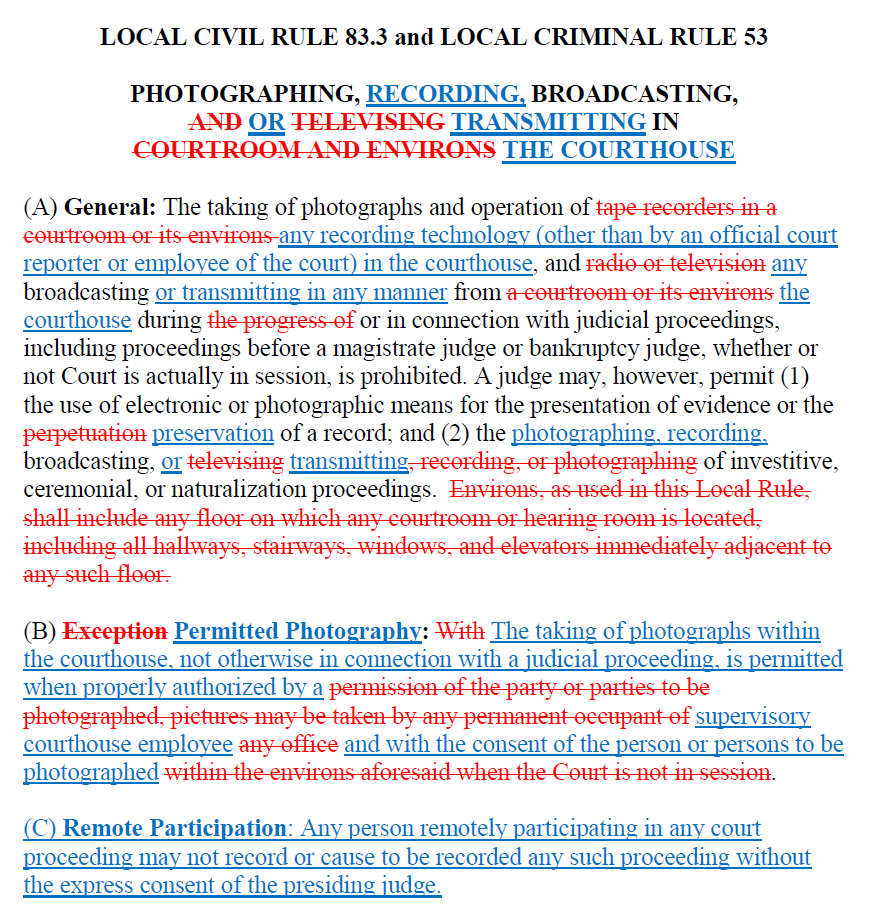 LOCAL CIVIL RULE 83.3 and LOCAL CRIMINAL RULE 53
PHOTOGRAPHING, RECORDING, BROADCASTING,
AND OR TELEVISING TRANSMITTING IN
COURTROOM AND ENVIRONS THE COURTHOUSE
(A) General: The taking of photographs and operation of tape recorders in a
courtroom or its environs any recording technology (other than by an official court
reporter or employee of the court) in the courthouse, and radio or television any
broadcasting or transmitting in any manner from a courtroom or its environs the
courthouse during the progress of or in connection with judicial proceedings,
including proceedings before a magistrate judge or bankruptcy judge, whether or
not Court is actually in session, is prohibited. A judge may, however, permit (1)
the use of electronic or photographic means for the presentation of evidence or the
perpetuation preservation of a record; and (2) the photographing, recording,
broadcasting, or televising transmitting, recording, or photographing of investitive,
ceremonial, or naturalization proceedings. Environs, as used in this Local Rule,
shall include any floor on which any courtroom or hearing room is located,
including all hallways, stairways, windows, and elevators immediately adjacent to
any such floor.
(B) Exception Permitted Photography: With The taking of photographs within
the courthouse, not otherwise in connection with a judicial proceeding, is permitted
when properly authorized by a permission of the party or parties to be
photographed, pictures may be taken by any permanent occupant of supervisory
courthouse employee any office and with the consent of the person or persons to be
photographed within the environs aforesaid when the Court is not in session.
(C) Remote Participation: Any person remotely participating in any court
proceeding may not record or cause to be recorded any such proceeding without
the express consent of the presiding judge.